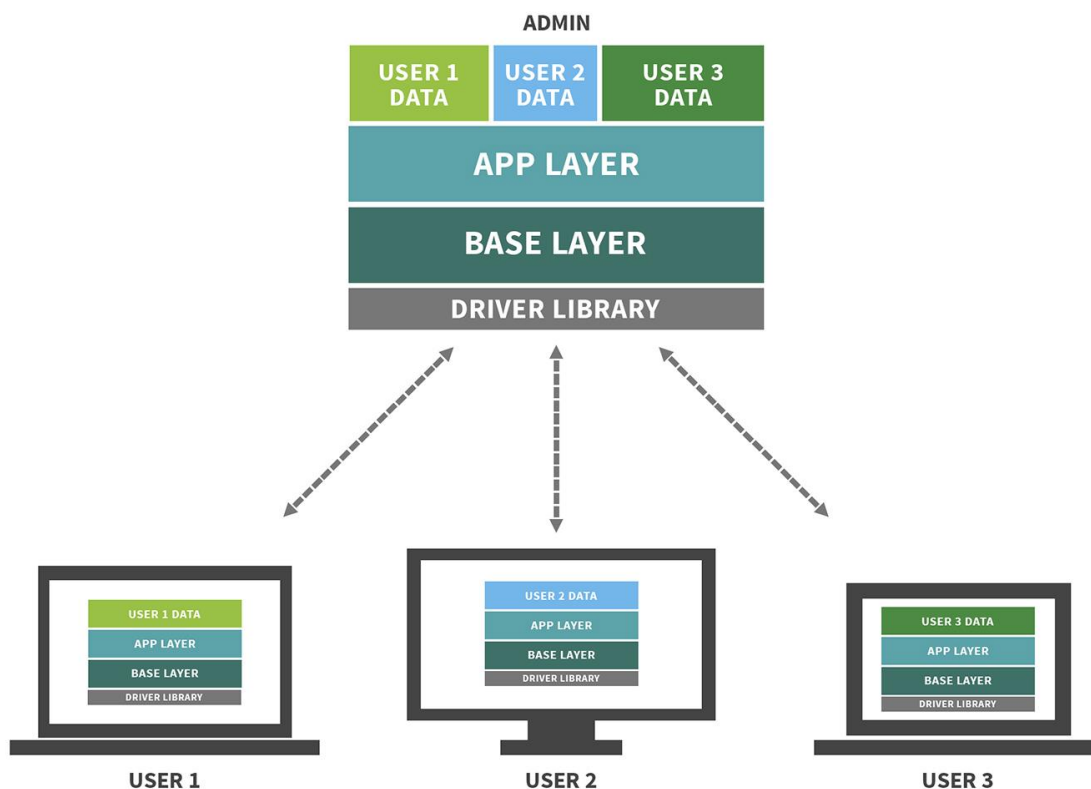 ADMIN
USER 1
DATA
USER 2
DATA
USER 3
DATA
APP LAYER
BASE LAYER
DRIVER LIBRARY
USER 1 DATA
APP LAYER
BASE LAYER
DRIVER LIBRARY
USER 1
USER 2 DATA
APP LAYER
BASE LAYER
DRIVER LIBRARY
USER 2
USER 3 DATA
APP LAYER
BASE LAYER
DRIVER LIBRARY
USER 3